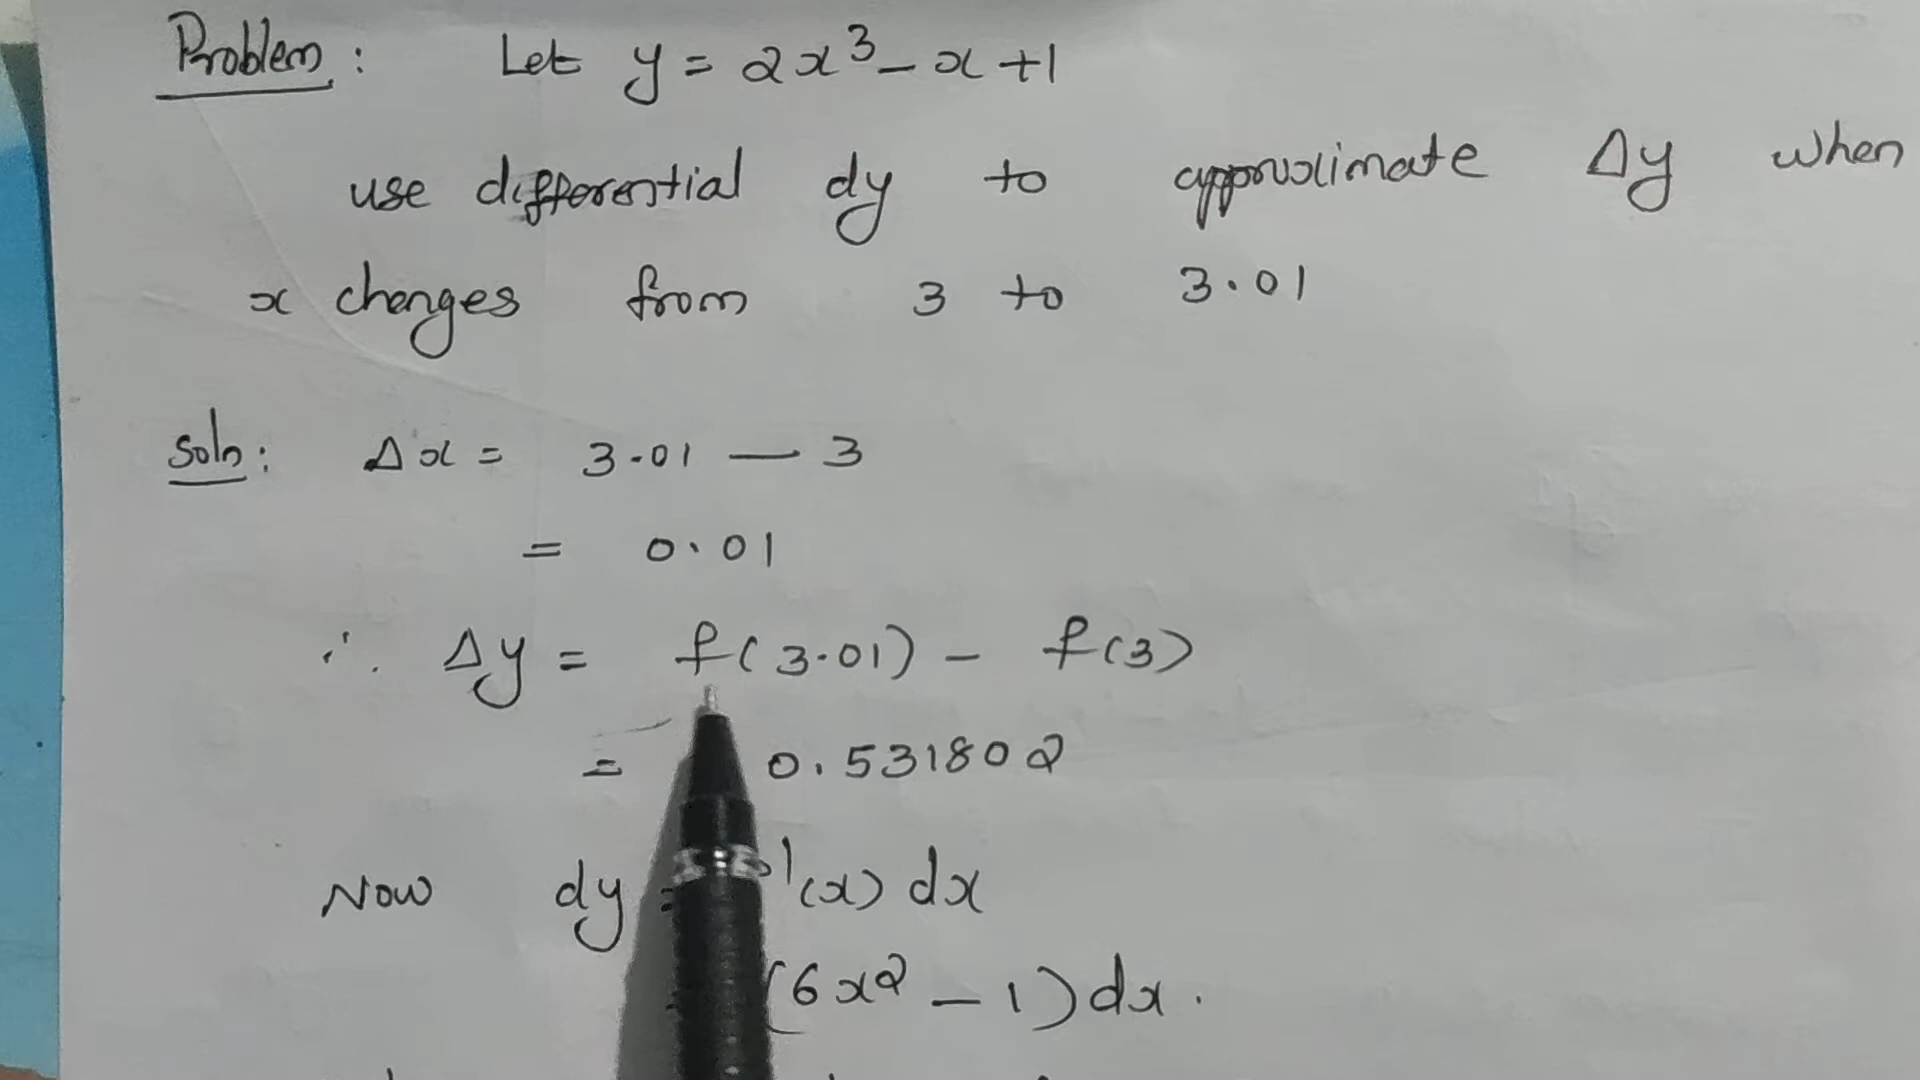 Problem: Let y = 2x³ - x + 1
use differential dy to approximate Δy when
x changes from 3 to 3.01
Soln: Δx = 3.01 — 3
= 0.01
∴ Δy = f(3.01) - f(3)
= 0.531802
Now dy = '(x) dx
(6x² - 1) dx.